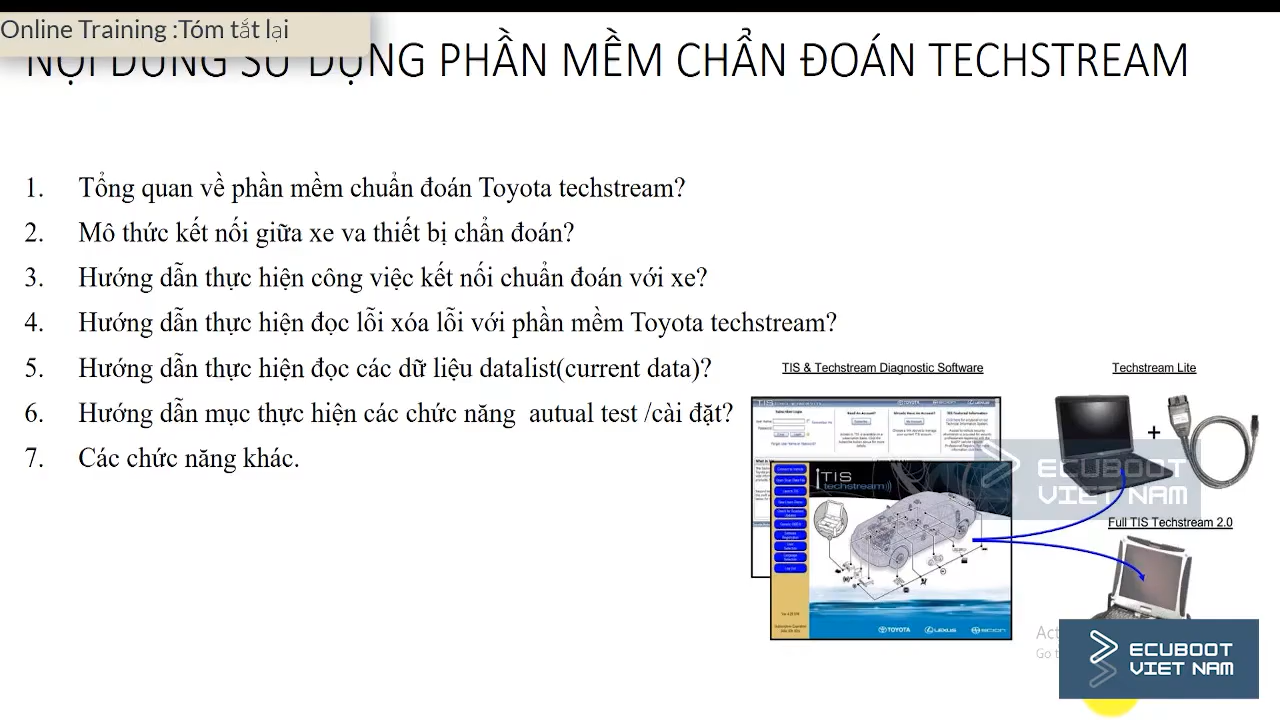 Online Training :Tóm tắt lại
NỘI DUNG SỬ DỤNG PHẦN MỀM CHẨN ĐOÁN TECHSTREAM
1. Tổng quan về phần mềm chuẩn đoán Toyota techstream?
2. Mô thức kết nối giữa xe va thiết bị chẩn đoán?
3. Hướng dẫn thực hiện công việc kết nối chuẩn đoán với xe?
4. Hướng dẫn thực hiện đọc lỗi xóa lỗi với phần mềm Toyota techstream?
5. Hướng dẫn thực hiện đọc các dữ liệu datalist(current data)?
6. Hướng dẫn mục thực hiện các chức năng autual test /cài đặt?
7. Các chức năng khác.
TIS & Techstream Diagnostic Software
Techstream Lite
+
TIS
TIS
techstream
TOYOTA LEXUS scion
ECUBOOT
VIET NAM
Full TIS Techstream 2.0
Act
Go t
ECUBOOT
VIET NAM